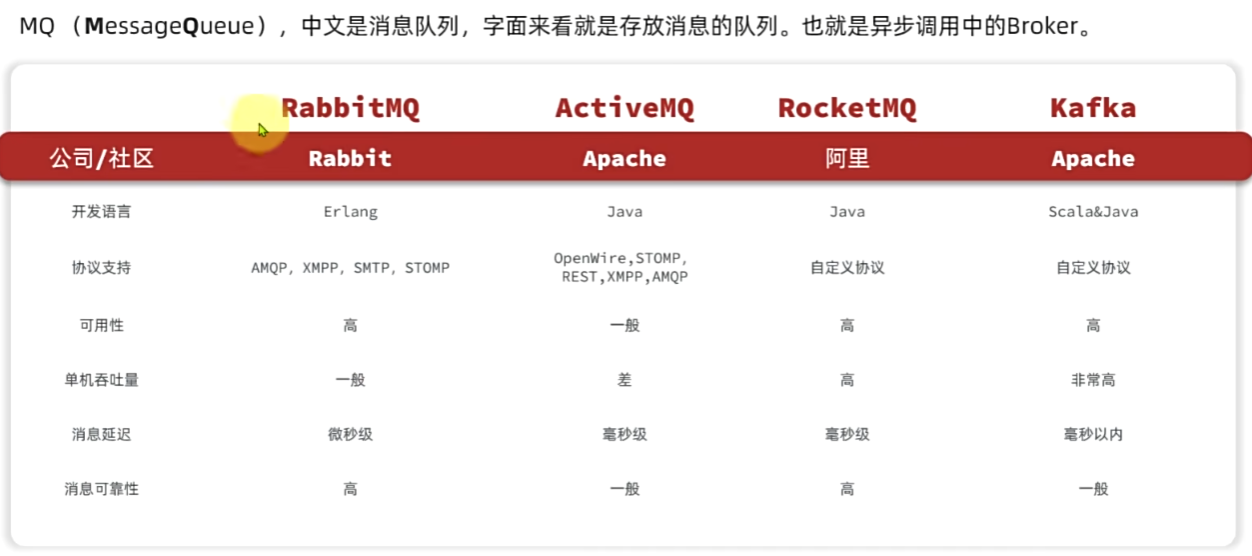 MQ （MessageQueue），中文是消息队列，字面来看就是存放消息的队列。也就是异步调用中的Broker。
RabbitMQ ActiveMQ RocketMQ Kafka
公司/社区 Rabbit Apache 阿里 Apache
开发语言 Erlang Java Java Scala&Java
协议支持 AMQP，XMPP，SMTP，STOMP OpenWire,STOMP, REST,XMPP,AMQP 自定义协议 自定义协议
可用性 高 一般 高 高
单机吞吐量 一般 差 高 非常高
消息延迟 微秒级 毫秒级 毫秒级 毫秒以内
消息可靠性 高 一般 高 一般